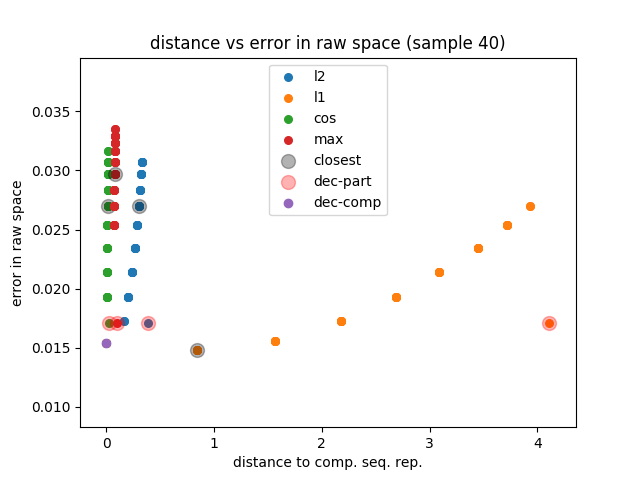 distance vs error in raw space (sample 40)
l2
l1
cos
max
closest
dec-part
dec-comp
error in raw space
0.035
0.030
0.025
0.020
0.015
0.010
0
1
2
3
4
distance to comp. seq. rep.